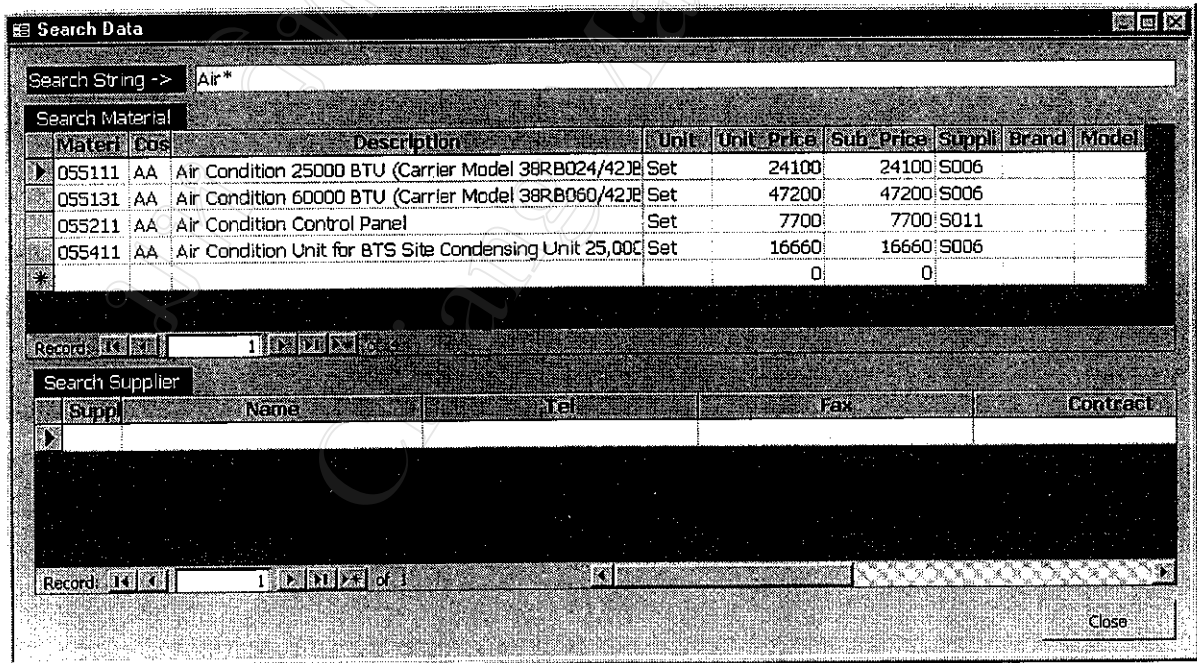 Search Data
Search String -> Air*
Search Material
Materi Cos Description Unit Unit_Price Sub_Price Suppli Brand Model
055111 AA Air Condition 25000 BTU (Carrier Model 38RB024/42JE Set 24100 24100 S006
055131 AA Air Condition 60000 BTU (Carrier Model 38RB060/42JE Set 47200 47200 S006
055211 AA Air Condition Control Panel Set 7700 7700 S011
055411 AA Air Condition Unit for BTS Site Condensing Unit 25,000 Set 16660 16660 S006
* 0 0
Record: 1
Search Supplier
Suppl Name Tel Fax Contract
Record: 1 of 1
Close